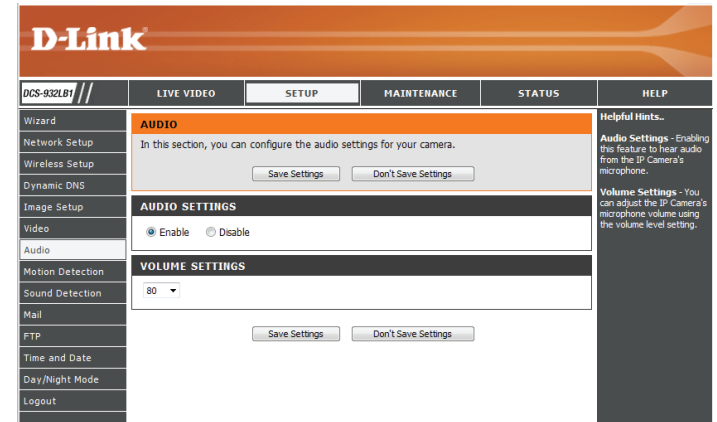 D-Link
DCS-932LB1 //
LIVE VIDEO
SETUP
MAINTENANCE
STATUS
HELP
Wizard
Network Setup
Wireless Setup
Dynamic DNS
Image Setup
Video
Audio
Motion Detection
Sound Detection
Mail
FTP
Time and Date
Day/Night Mode
Logout
AUDIO
In this section, you can configure the audio settings for your camera.
Save Settings
Don't Save Settings
AUDIO SETTINGS
Enable
Disable
VOLUME SETTINGS
80
Save Settings
Don't Save Settings
Helpful Hints..
Audio Settings - Enabling
this feature to hear audio
from the IP Camera's
microphone.
Volume Settings - You
can adjust the IP Camera's
microphone volume using
the volume level setting.